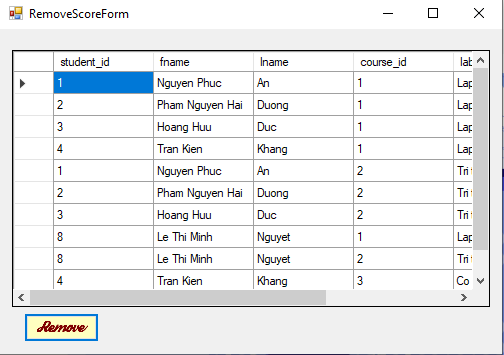 RemoveScoreForm
student_id fname lname course_id lab
1 Nguyen Phuc An 1 Lap
2 Pham Nguyen Hai Duong 1 Lap
3 Hoang Huu Duc 1 Lap
4 Tran Kien Khang 1 Lap
1 Nguyen Phuc An 2 Tri
2 Pham Nguyen Hai Duong 2 Tri
3 Hoang Huu Duc 2 Tri
8 Le Thi Minh Nguyet 1 Lap
8 Le Thi Minh Nguyet 2 Tri
4 Tran Kien Khang 3 Co
Remove